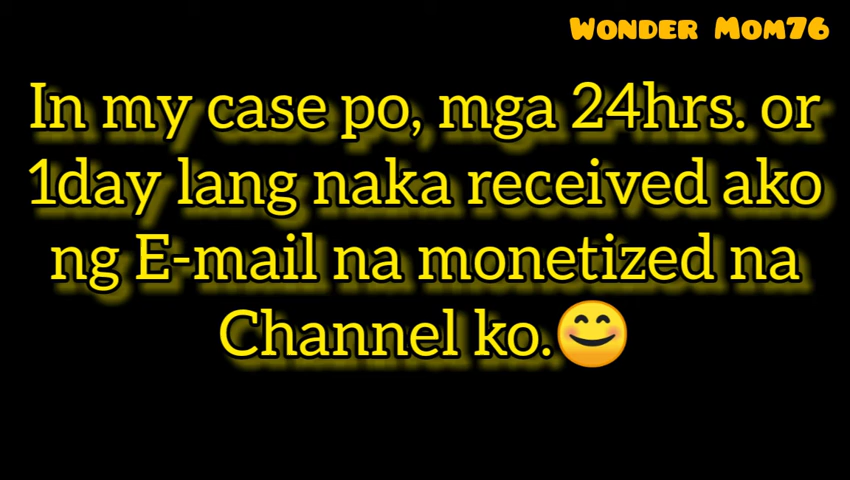 Wonder Mom76
In my case po, mga 24hrs. or
1day lang naka received ako
ng E-mail na monetized na
Channel ko.😊